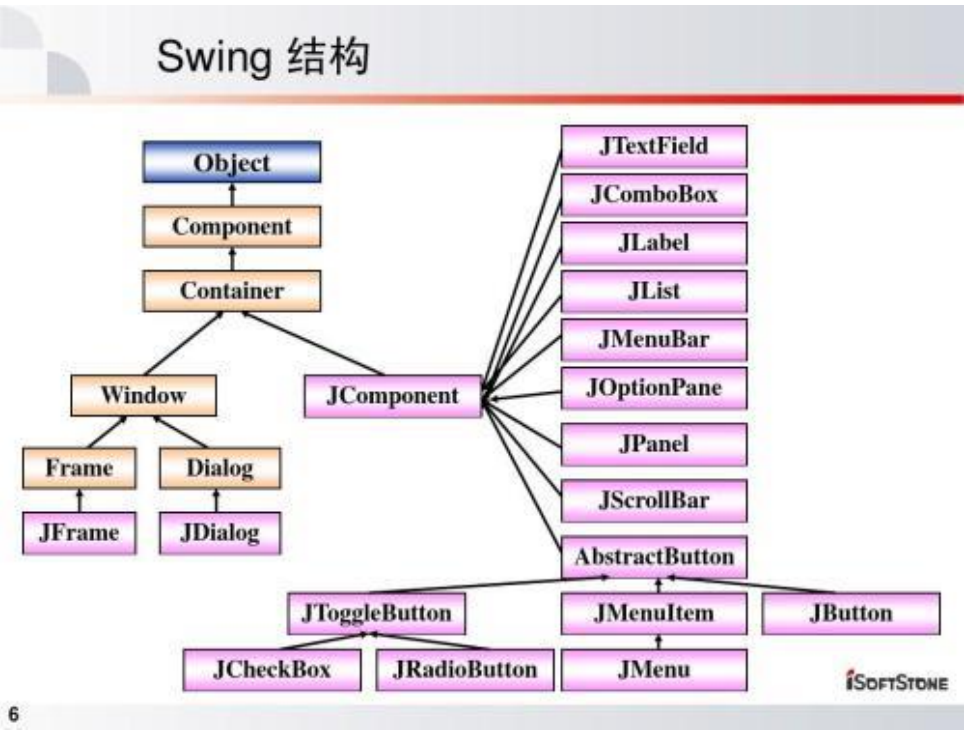 Swing 结构
Object
Component
Container
Window
JComponent
Frame
Dialog
JFrame
JDialog
JTextField
JComboBox
JLabel
JList
JMenuBar
JOptionPane
JPanel
JScrollBar
AbstractButton
JToggleButton
JMenuItem
JButton
JCheckBox
JRadioButton
JMenu
iSOFTSTONE
6